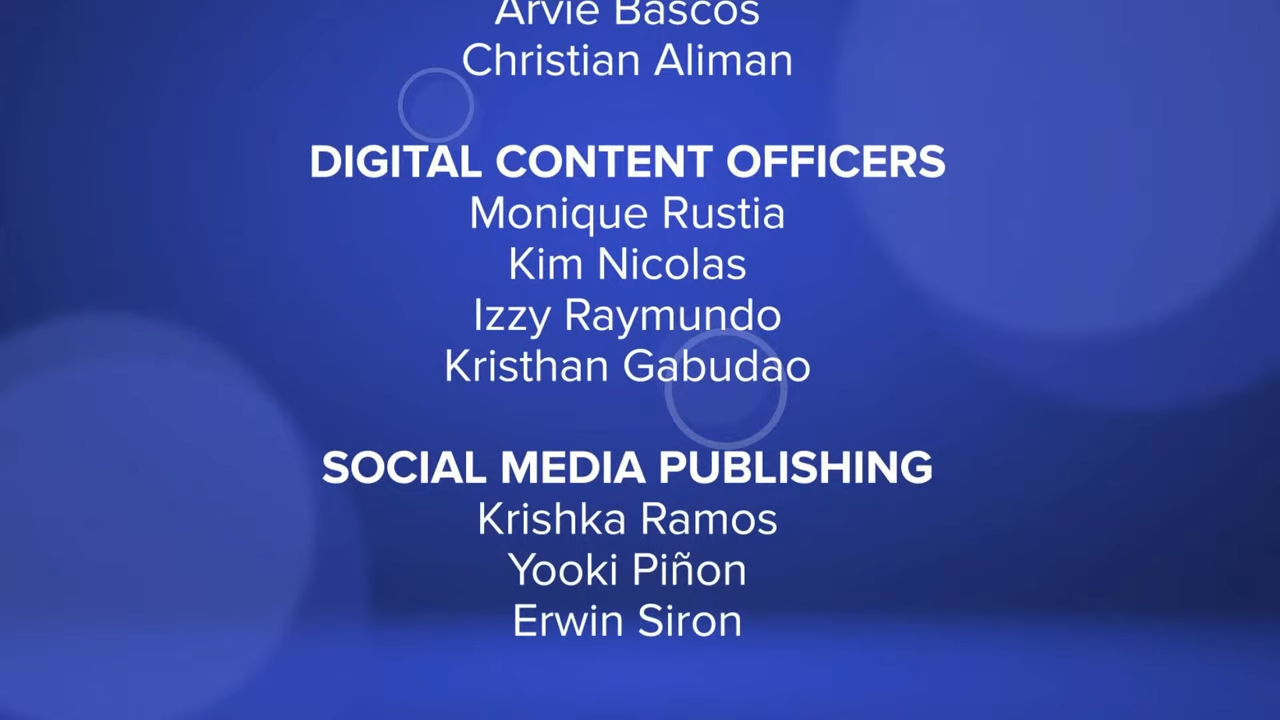 Arvie Bascos
Christian Aliman
DIGITAL CONTENT OFFICERS
Monique Rustia
Kim Nicolas
Izzy Raymundo
Kristhan Gabudao
SOCIAL MEDIA PUBLISHING
Krishka Ramos
Yooki Piñon
Erwin Siron